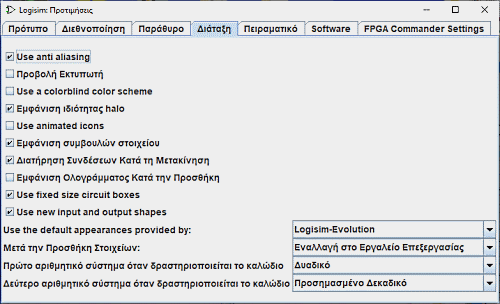 Logisim: Προτιμήσεις
Πρότυπο Διεθνοποίηση Παράθυρο Διάταξη Πειραματικό Software FPGA Commander Settings
Use anti aliasing
Προβολή Εκτυπωτή
Use a colorblind color scheme
Εμφάνιση ιδιότητας halo
Use animated icons
Εμφάνιση συμβουλών στοιχείου
Διατήρηση Συνδέσεων Κατά τη Μετακίνηση
Εμφάνιση Ολογράμματος Κατά την Προσθήκη
Use fixed size circuit boxes
Use new input and output shapes
Use the default appearances provided by: Logisim-Evolution
Μετά την Προσθήκη Στοιχείων: Εναλλαγή στο Εργαλείο Επεξεργασίας
Πρώτο αριθμητικό σύστημα όταν δραστηριοποιείται το καλώδιο Δυαδικό
Δεύτερο αριθμητικό σύστημα όταν δραστηριοποιείται το καλώδιο Προσημασμένο Δεκαδικό